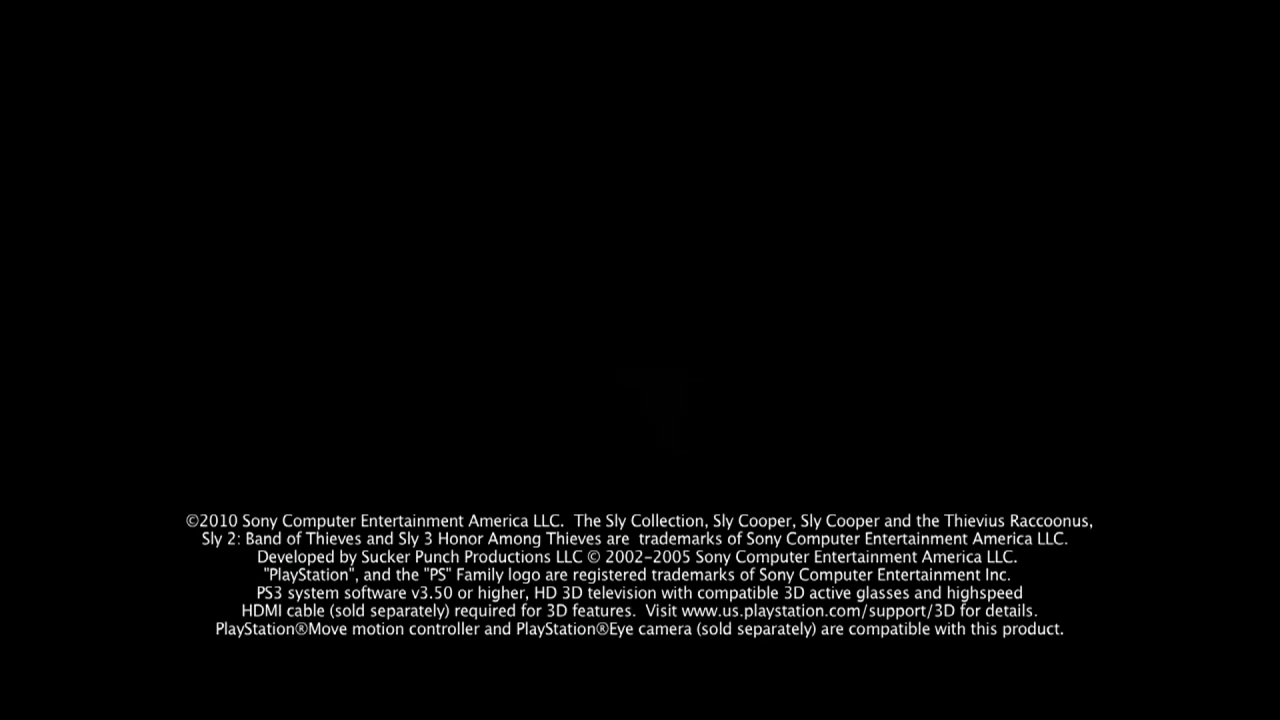 ©2010 Sony Computer Entertainment America LLC.  The Sly Collection, Sly Cooper, Sly Cooper and the Thievius Raccoonus,
Sly 2: Band of Thieves and Sly 3 Honor Among Thieves are  trademarks of Sony Computer Entertainment America LLC.
Developed by Sucker Punch Productions LLC © 2002-2005 Sony Computer Entertainment America LLC.
"PlayStation", and the "PS" Family logo are registered trademarks of Sony Computer Entertainment Inc.
PS3 system software v3.50 or higher, HD 3D television with compatible 3D active glasses and highspeed
HDMI cable (sold separately) required for 3D features.  Visit www.us.playstation.com/support/3D for details.
PlayStation®Move motion controller and PlayStation®Eye camera (sold separately) are compatible with this product.